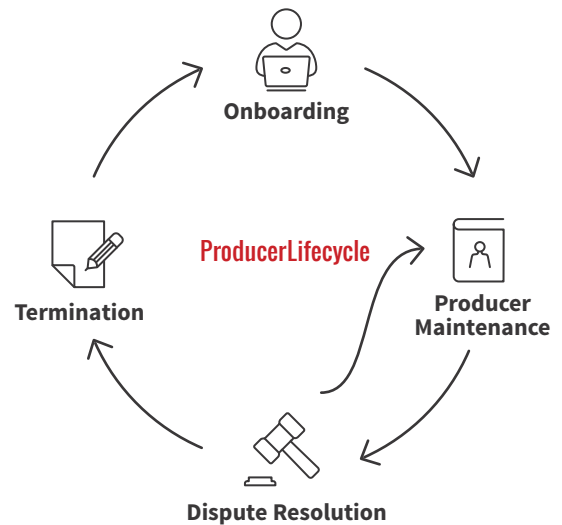 Onboarding
ProducerLifecycle
Termination
Producer
Maintenance
Dispute Resolution